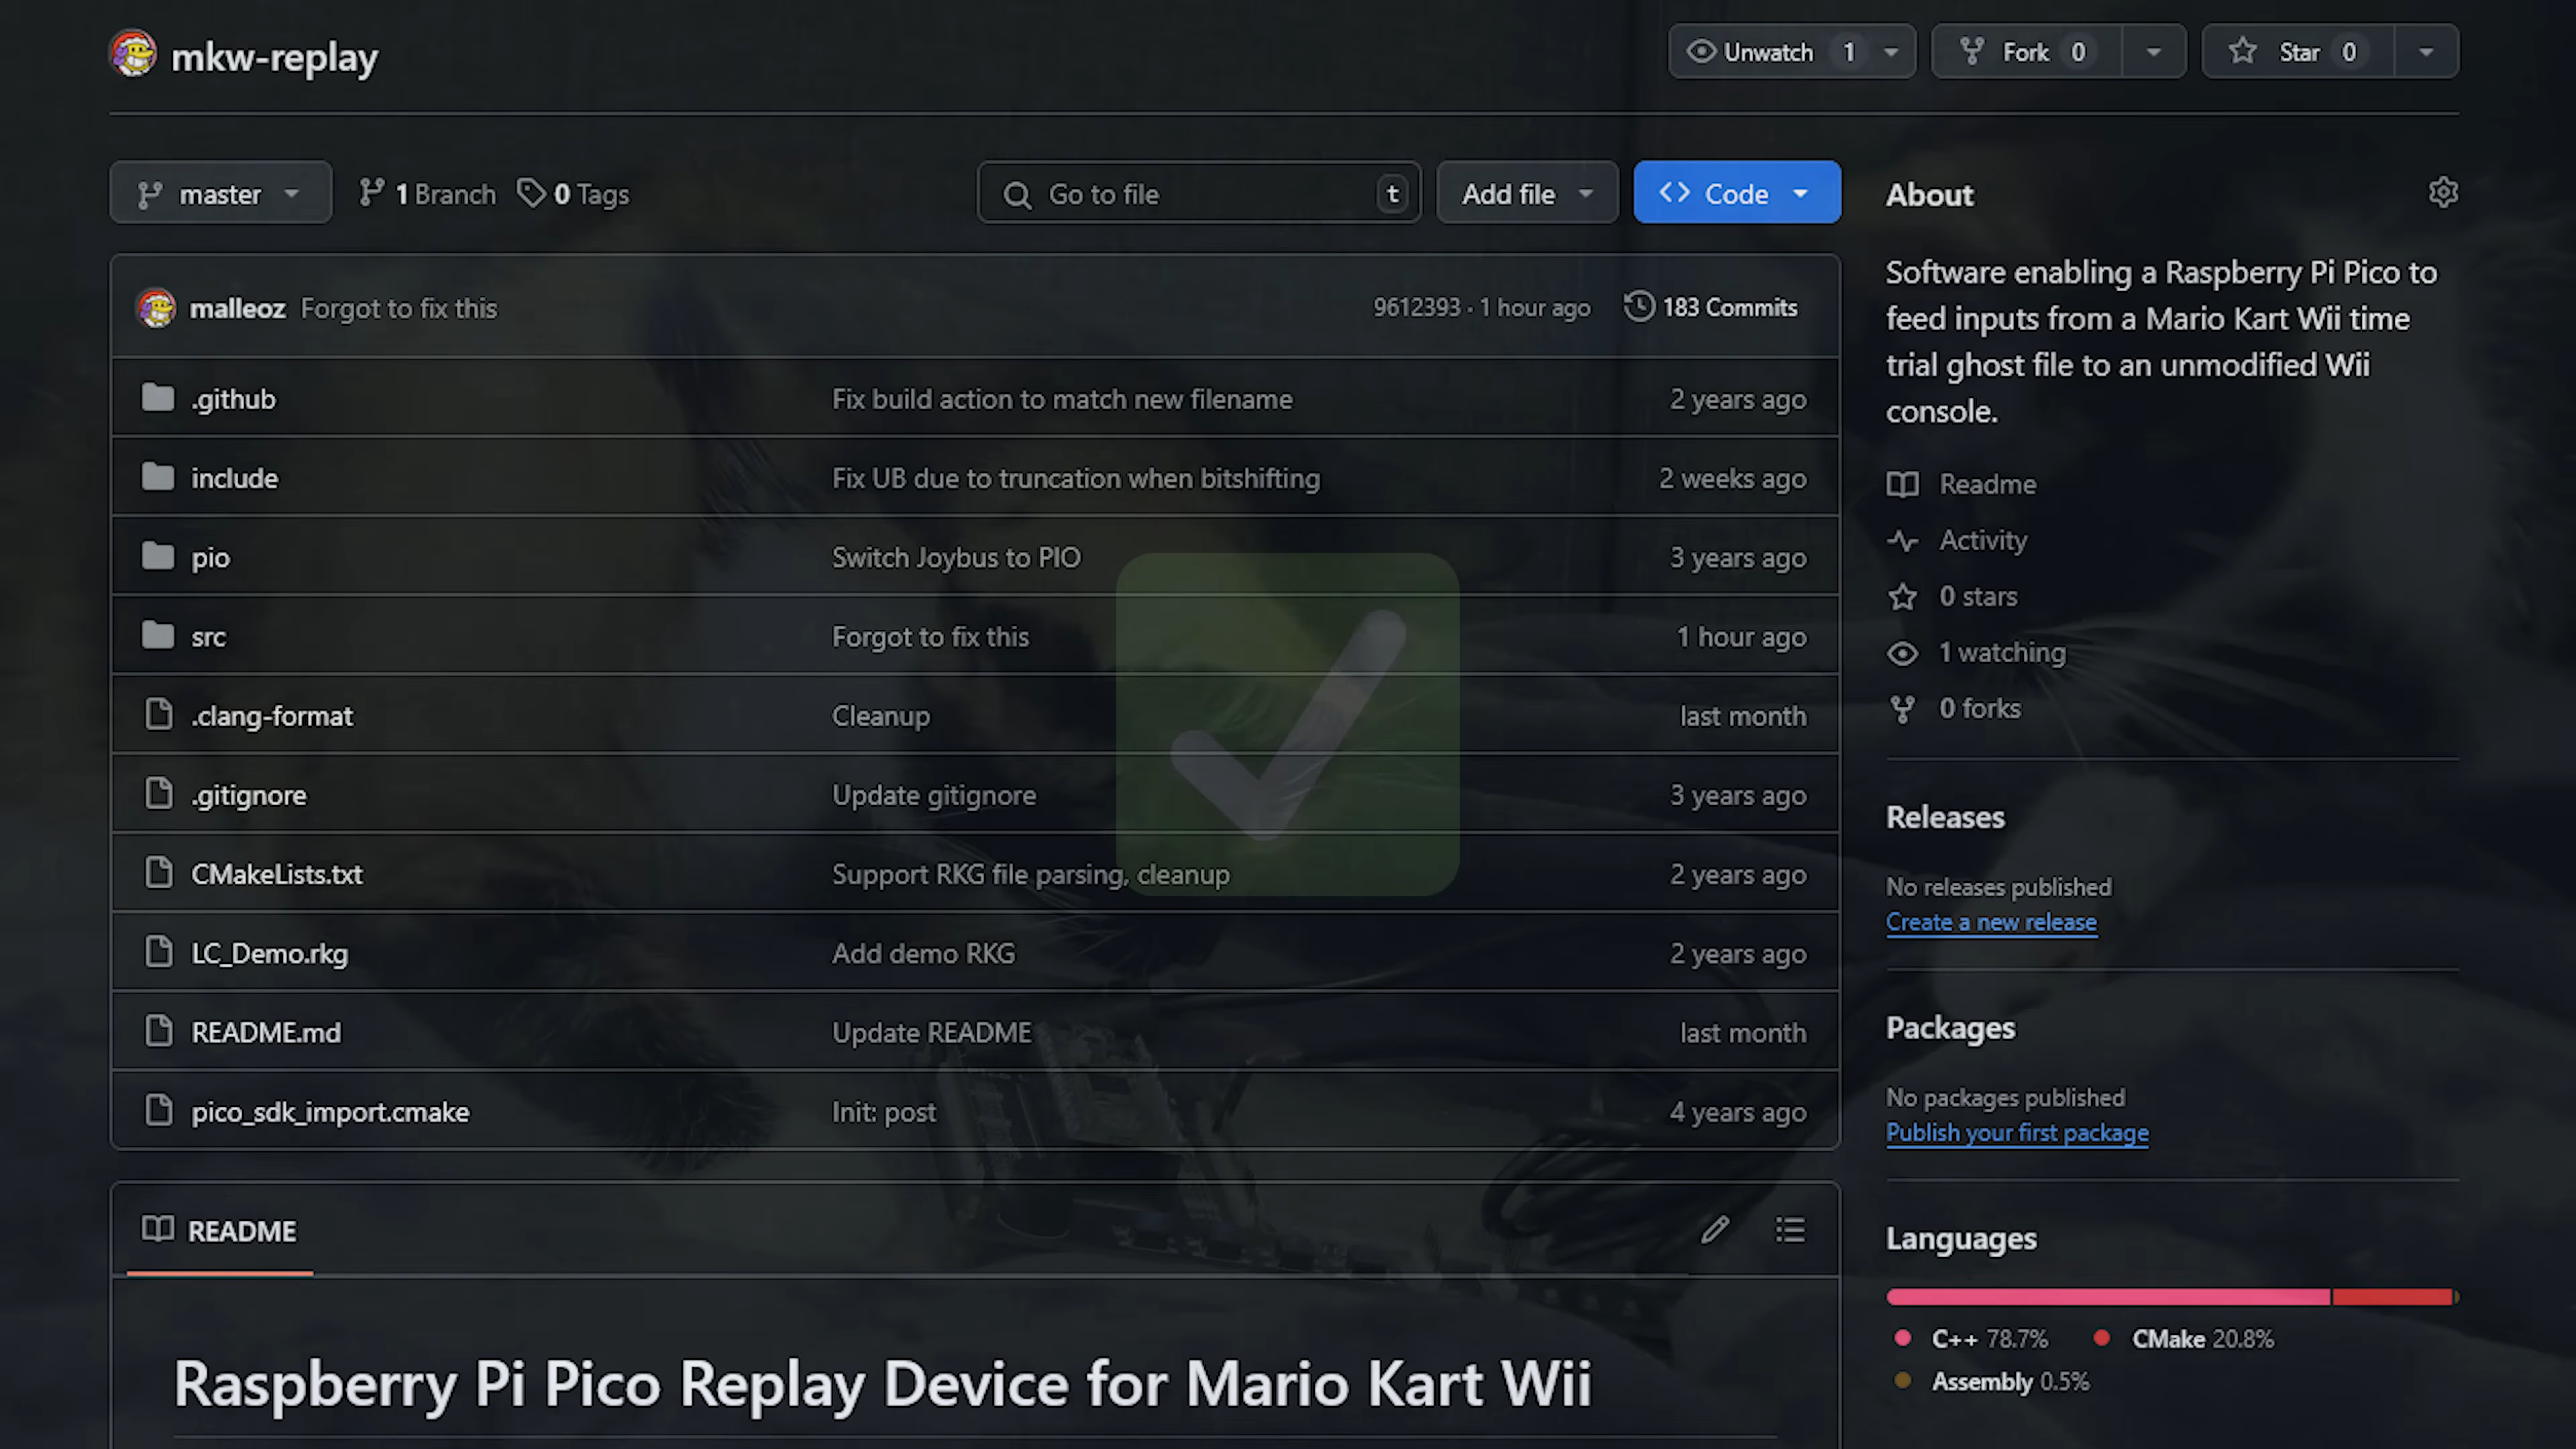 mkw-replay
Unwatch 1
Fork 0
Star 0
master
1 Branch
0 Tags
Go to file
t
Add file
Code
malleoz Forgot to fix this
9612393 · 1 hour ago
183 Commits
.github Fix build action to match new filename 2 years ago
include Fix UB due to truncation when bitshifting 2 weeks ago
pio Switch Joybus to PIO 3 years ago
src Forgot to fix this 1 hour ago
.clang-format Cleanup last month
.gitignore Update gitignore 3 years ago
CMakeLists.txt Support RKG file parsing, cleanup 2 years ago
LC_Demo.rkg Add demo RKG 2 years ago
README.md Update README last month
pico_sdk_import.cmake Init: post 4 years ago
README
Raspberry Pi Pico Replay Device for Mario Kart Wii
About
Software enabling a Raspberry Pi Pico to
feed inputs from a Mario Kart Wii time
trial ghost file to an unmodified Wii
console.
Readme
Activity
0 stars
1 watching
0 forks
Releases
No releases published
Create a new release
Packages
No packages published
Publish your first package
Languages
C++ 78.7%
CMake 20.8%
Assembly 0.5%